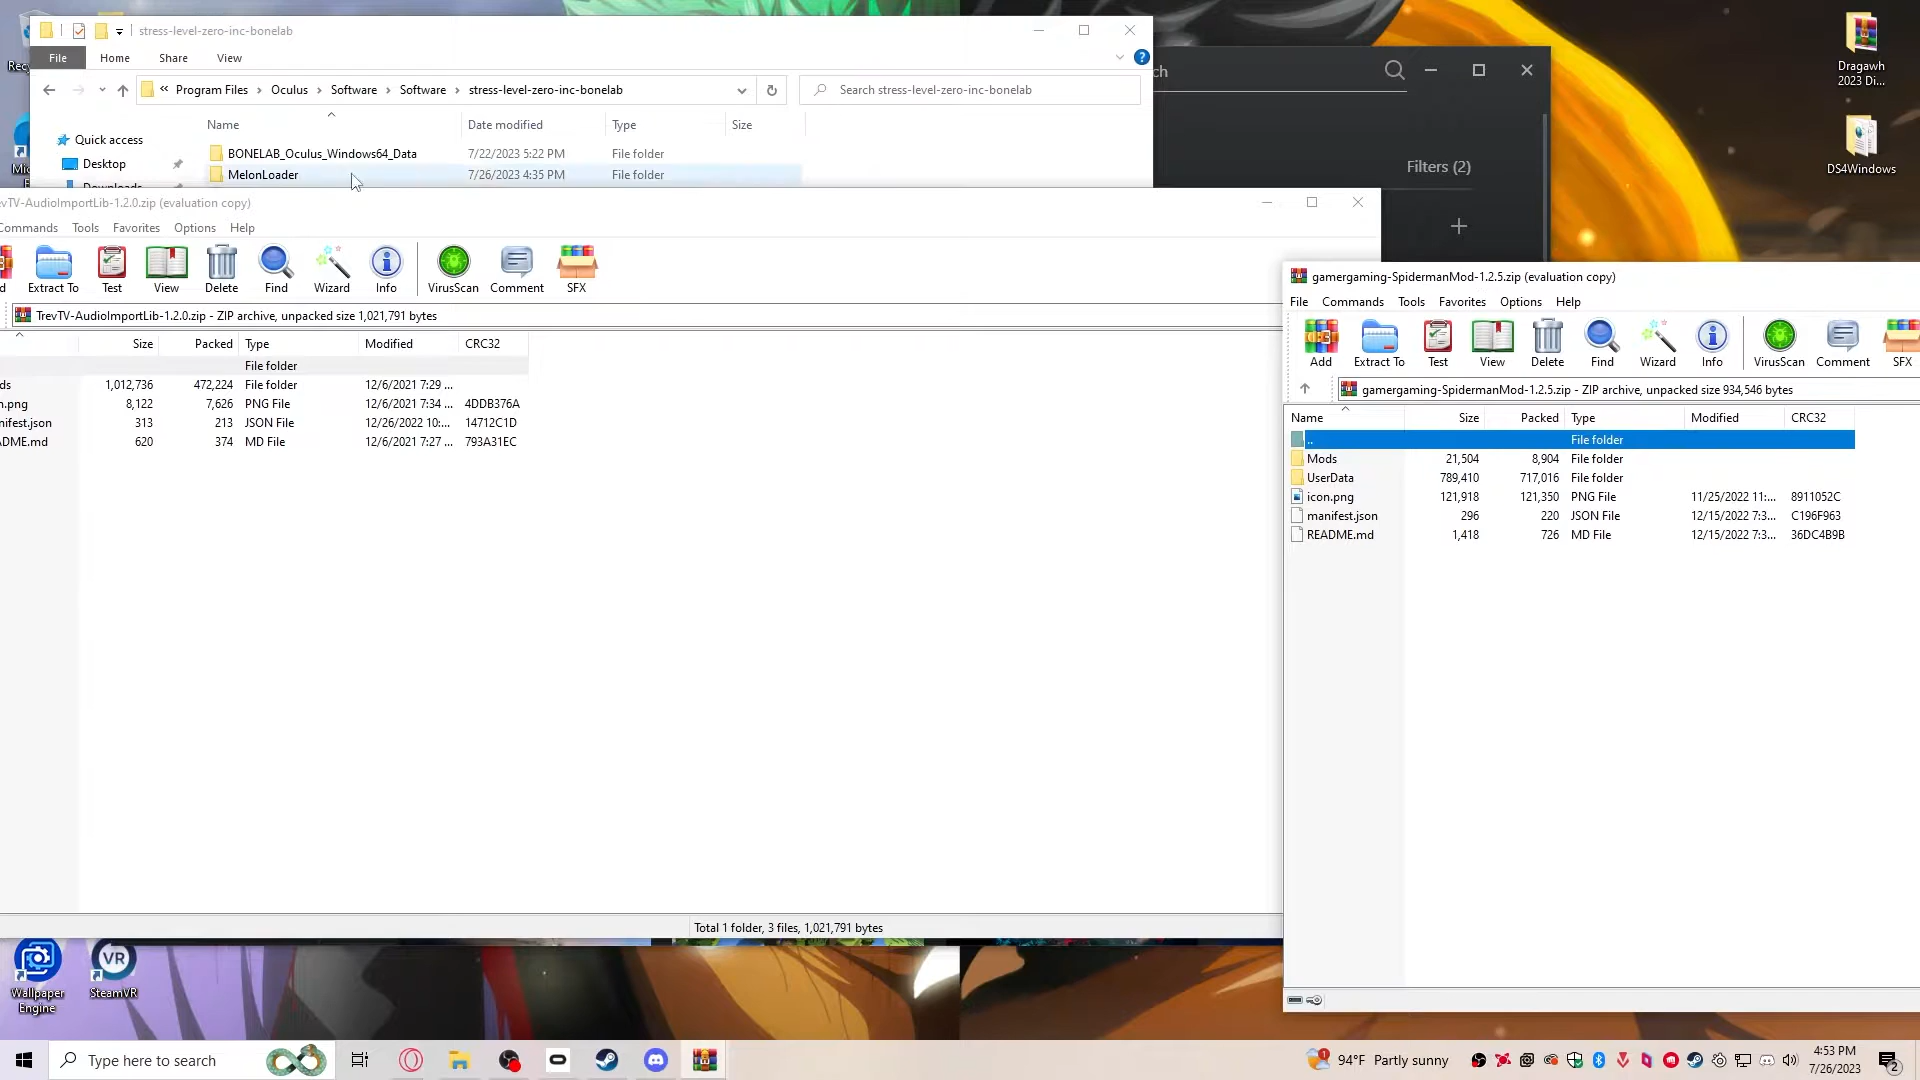 stress-level-zero-inc-bonelab
File Home Share View
Program Files Oculus Software Software stress-level-zero-inc-bonelab
Search stress-level-zero-inc-bonelab
Name Date modified Type Size
Quick access
BONELAB_Oculus_Windows64_Data 7/22/2023 5:22 PM File folder
Desktop
MelonLoader 7/26/2023 4:35 PM File folder
Downloads
ch
Filters (2)
Dragawh
2023 Di...
DS4Windows
evTV-AudioImportLib-1.2.0.zip (evaluation copy)
Commands Tools Favorites Options Help
d Extract To Test View Delete Find Wizard Info VirusScan Comment SFX
TrevTV-AudioImportLib-1.2.0.zip - ZIP archive, unpacked size 1,021,791 bytes
Size Packed Type Modified CRC32
File folder
ds 1,012,736 472,224 File folder 12/6/2021 7:29 ...
n.png 8,122 7,626 PNG File 12/6/2021 7:34 ... 4DDB376A
nifest.json 313 213 JSON File 12/26/2022 10:... 14712C1D
ADME.md 620 374 MD File 12/6/2021 7:27 ... 793A31EC
Total 1 folder, 3 files, 1,021,791 bytes
gamergaming-SpidermanMod-1.2.5.zip (evaluation copy)
File Commands Tools Favorites Options Help
Add Extract To Test View Delete Find Wizard Info VirusScan Comment SFX
gamergaming-SpidermanMod-1.2.5.zip - ZIP archive, unpacked size 934,546 bytes
Name Size Packed Type Modified CRC32
.. File folder
Mods 21,504 8,904 File folder
UserData 789,410 717,016 File folder
icon.png 121,918 121,350 PNG File 11/25/2022 11:... 8911052C
manifest.json 296 220 JSON File 12/15/2022 7:3... C196F963
README.md 1,418 726 MD File 12/15/2022 7:3... 36DC4B9B
Wallpaper
Engine
VR
SteamVR
Type here to search
94°F Partly sunny
4:53 PM
7/26/2023
2